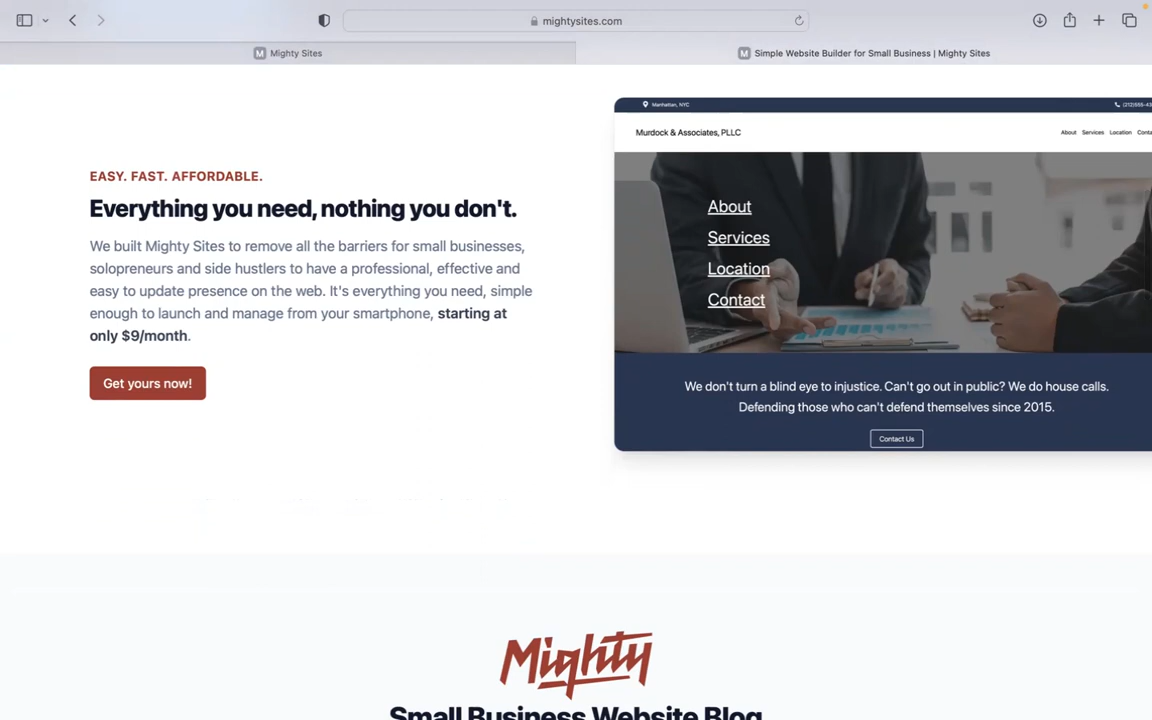 mightysites.com
Mighty Sites
Simple Website Builder for Small Business | Mighty Sites
EASY. FAST. AFFORDABLE.
Everything you need, nothing you don't.
We built Mighty Sites to remove all the barriers for small businesses,
solopreneurs and side hustlers to have a professional, effective and
easy to update presence on the web. It's everything you need, simple
enough to launch and manage from your smartphone, starting at
only $9/month.
Get yours now!
Manhattan, NYC
Murdock & Associates, PLLC
About Services Location
About
Services
Location
Contact
We don't turn a blind eye to injustice. Can't go out in public? We do house calls.
Defending those who can't defend themselves since 2015.
Contact Us
Mighty
Small Business Website Blog